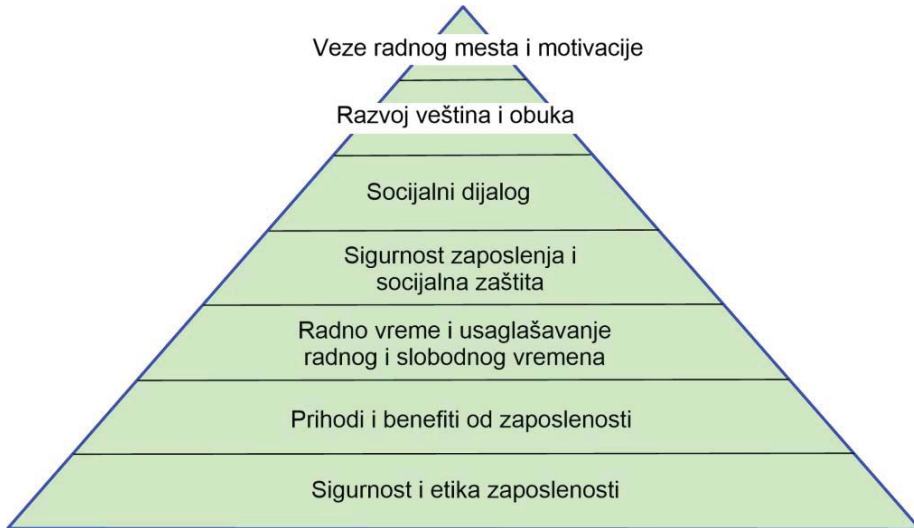 Veze radnog mesta i motivacije
Razvoj veština i obuka
Socijalni dijalog
Sigurnost zaposlenja i
socijalna zaštita
Radno vreme i usaglašavanje
radnog i slobodnog vremena
Prihodi i benefiti od zaposlenosti
Sigurnost i etika zaposlenosti